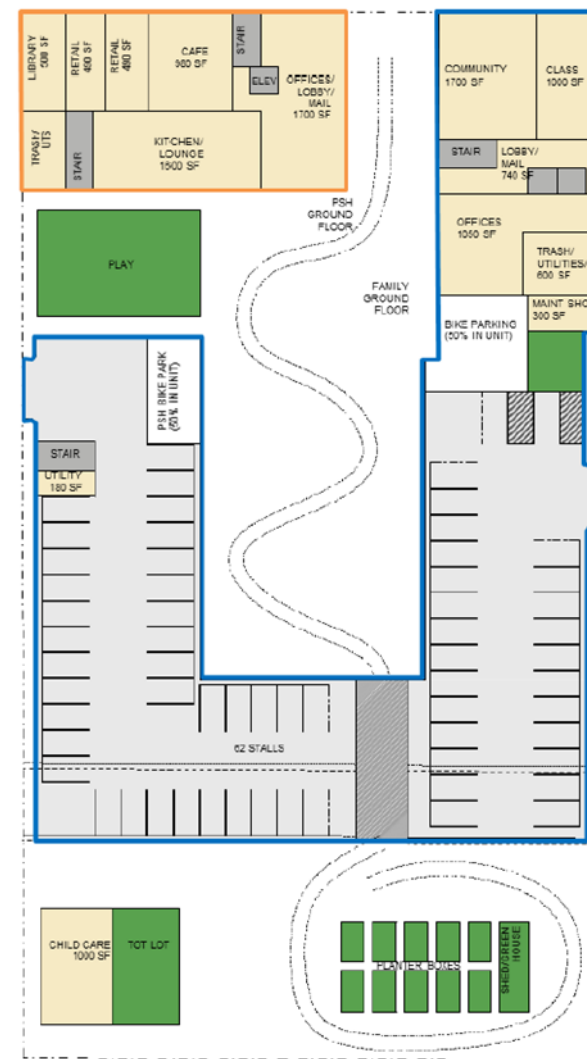 LIBRARY
500 SF
RETAIL
490 SF
RETAIL
480 SF
CAFE
980 SF
STAIR
ELEV
OFFICES/
LOBBY/
MAIL
1700 SF
TRASH/
UTS
STAIR
KITCHEN/
LOUNGE
1500 SF
COMMUNITY
1700 SF
CLASS
1000 SF
STAIR
LOBBY/
MAIL
740 SF
OFFICES
1050 SF
TRASH/
UTILITIES/
600 SF
MAINT SHO
300 SF
BIKE PARKING
(50% IN UNIT)
PSH
GROUND
FLOOR
FAMILY
GROUND
FLOOR
PLAY
PSH BIKE PARK
(50% IN UNIT)
STAIR
UTILITY
180 SF
62 STALLS
CHILD CARE
1000 SF
TOT LOT
PLANTER BOXES
SHED/GREEN
HOUSE